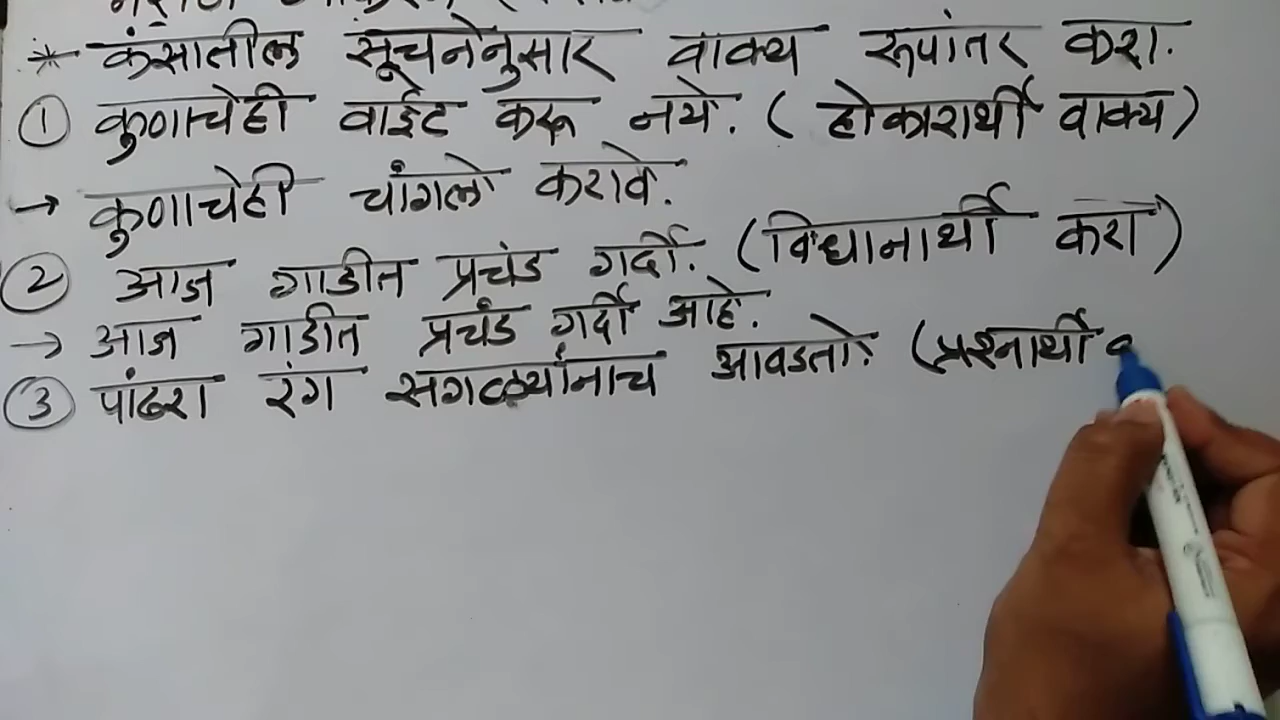 * कंसातील सूचनेनुसार वाक्य रूपांतर करा.
① कुणाचेही वाईट करू नये. ( होकारार्थी वाक्य )
→ कुणाचेही चांगले करावे.
② आज गाडीत प्रचंड गर्दी. (विधानार्थी करा)
→ आज गाडीत प्रचंड गर्दी आहे.
③ पांढरा रंग सगळ्यांनाच आवडतो. (प्रश्नार्थी